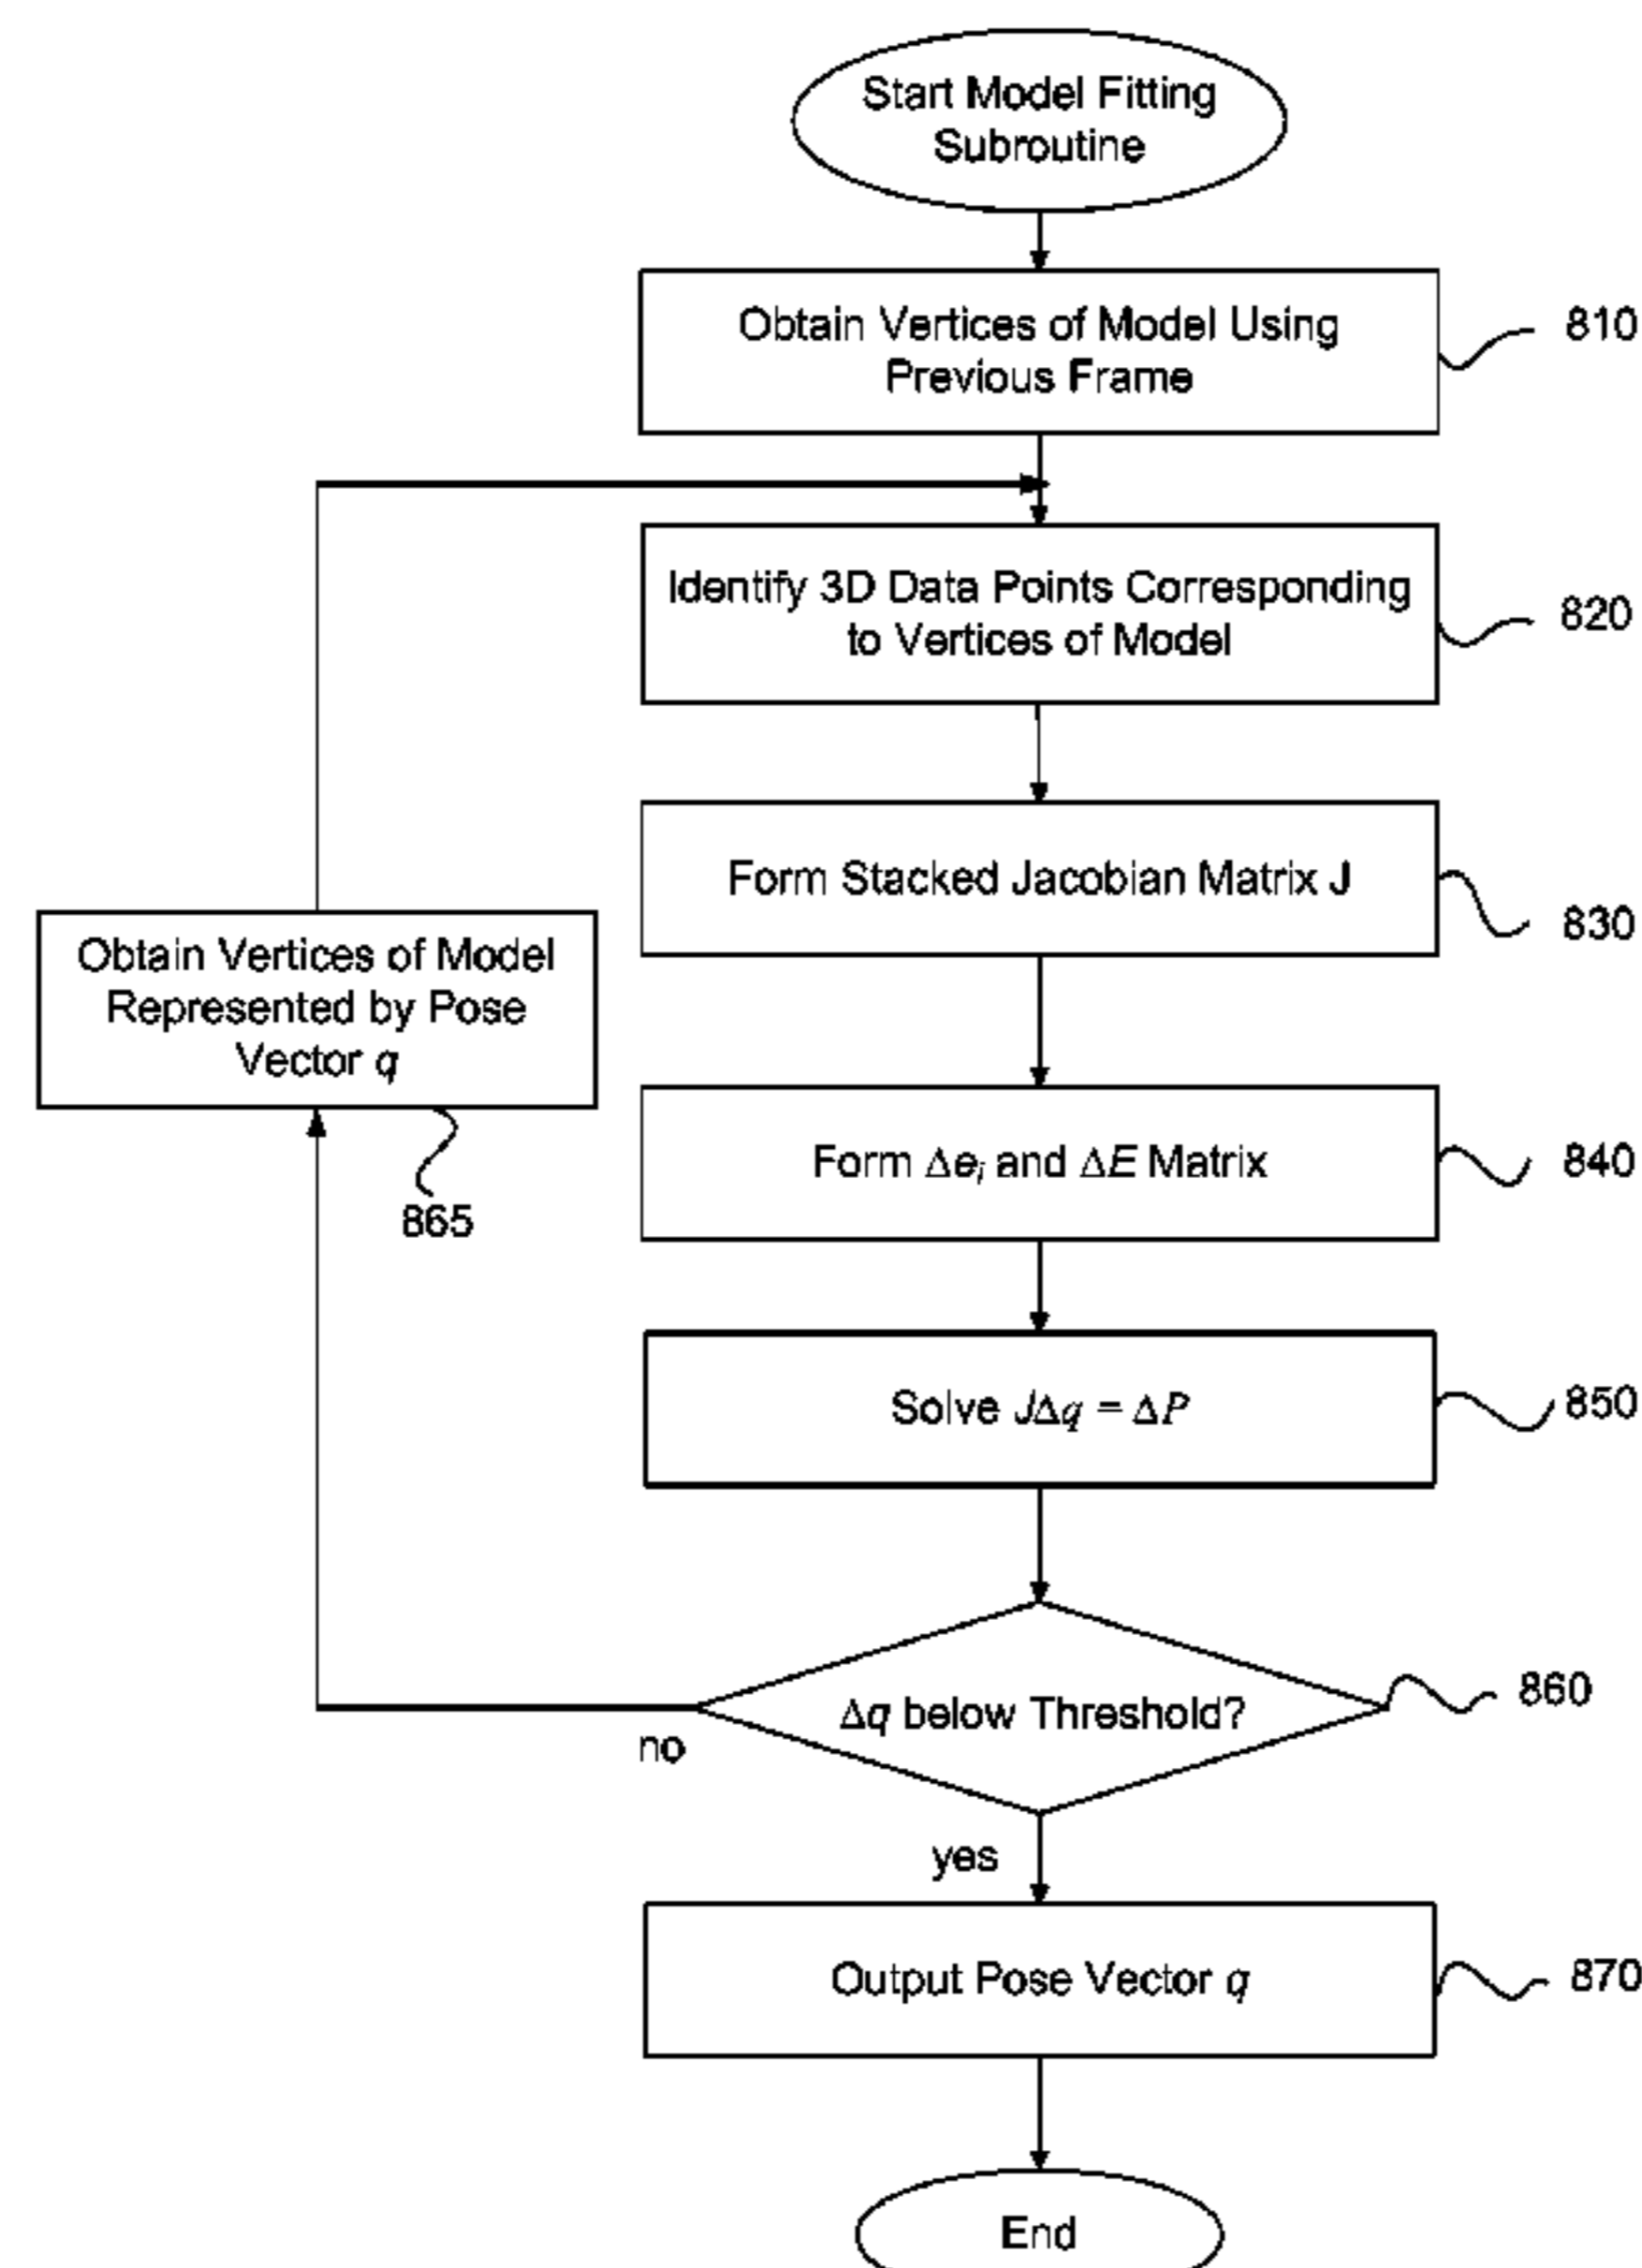 Start Model Fitting
Subroutine
Obtain Vertices of Model Using
Previous Frame
810
Identify 3D Data Points Corresponding
to Vertices of Model
820
Form Stacked Jacobian Matrix J
830
Obtain Vertices of Model
Represented by Pose
Vector q
865
Form Δeᵢ and ΔE Matrix
840
Solve JΔq = ΔP
850
Δq below Threshold?
860
no
yes
Output Pose Vector q
870
End